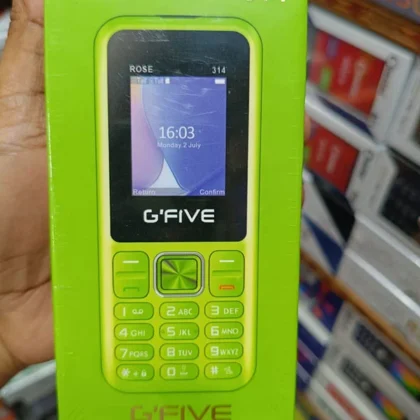 ROSE 314
16:03
Monday 2 July
Return Confirm
G'FIVE
1
2 ABC
3 DEF
4 GHI
5 JKL
6 MNO
7 PQRS
8 TUV
9 WXYZ
*
0
#
G'FIVE